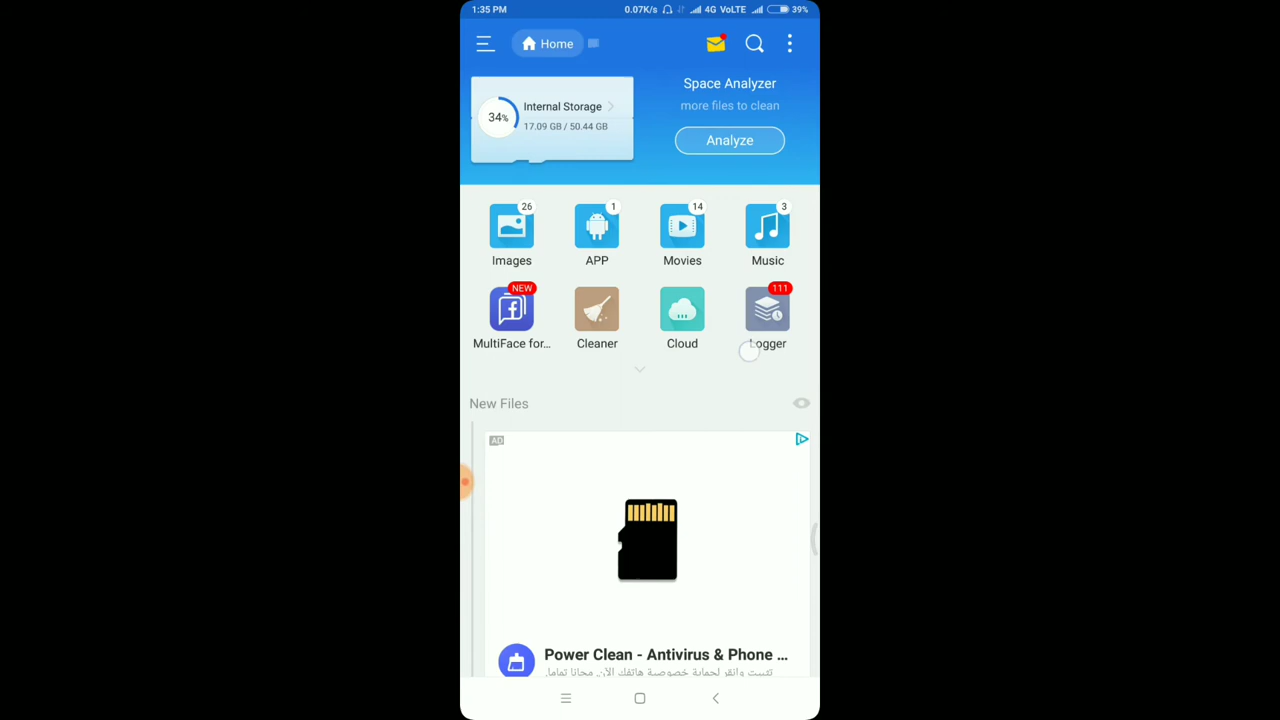 1:35 PM 0.07K/s 4G VoLTE 39%
Home
Space Analyzer
more files to clean
Analyze
34%
Internal Storage
17.09 GB / 50.44 GB
26 1 14 3
Images APP Movies Music
NEW 111
MultiFace for... Cleaner Cloud Logger
New Files
AD
Power Clean - Antivirus & Phone ...
تثبيت وانقر لحماية خصوصية هاتفك الآن. مجانا تماما.